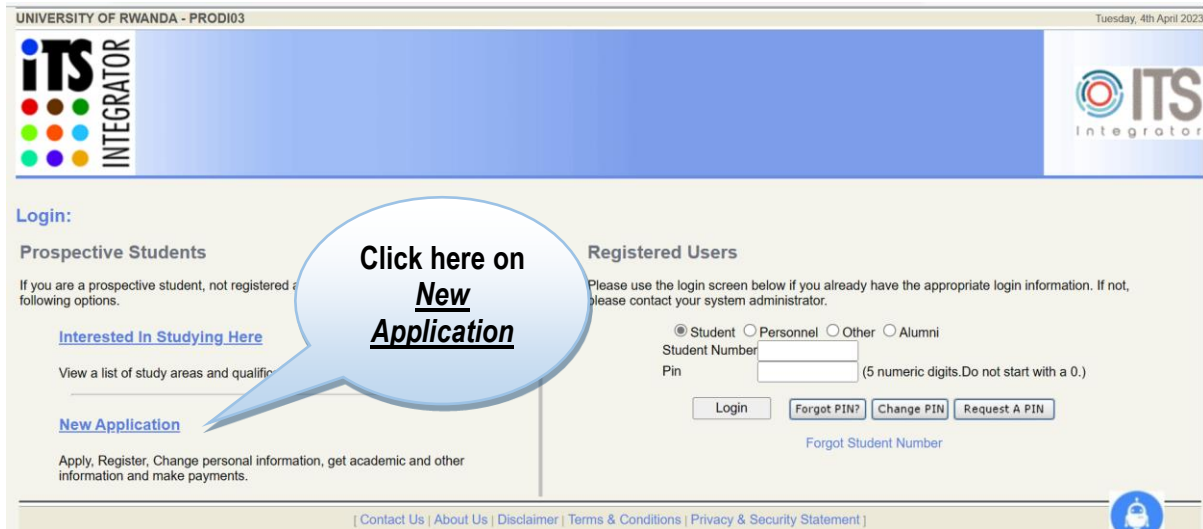 UNIVERSITY OF RWANDA - PRODI03
Tuesday, 4th April 2023
iTS
INTEGRATOR
ITS
Integrator
Login:
Prospective Students
If you are a prospective student, not registered
following options.
Interested In Studying Here
View a list of study areas and
New Application
Apply, Register, Change personal information, get academic and other
information and make payments.
Click here on
New
Application
Registered Users
Please use the login screen below if you already have the appropriate login information. If not,
please contact your system administrator.
Student Personnel Other Alumni
Student Number
Pin (5 numeric digits.Do not start with a 0.)
Login Forgot PIN? Change PIN Request A PIN
Forgot Student Number
[ Contact Us | About Us | Disclaimer | Terms & Conditions | Privacy & Security Statement ]